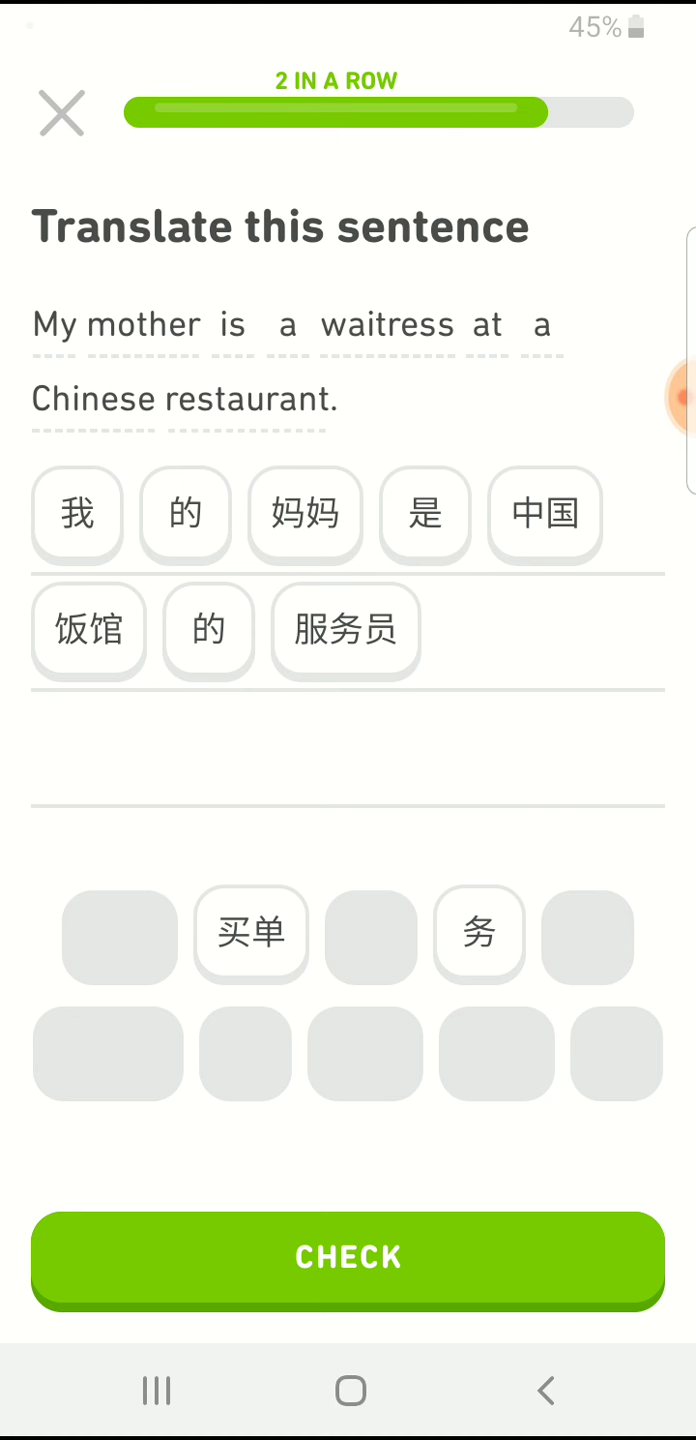 45%
2 IN A ROW
Translate this sentence
My mother is a waitress at a
Chinese restaurant.
我 的 妈妈 是 中国
饭馆 的 服务员
买单 务
CHECK